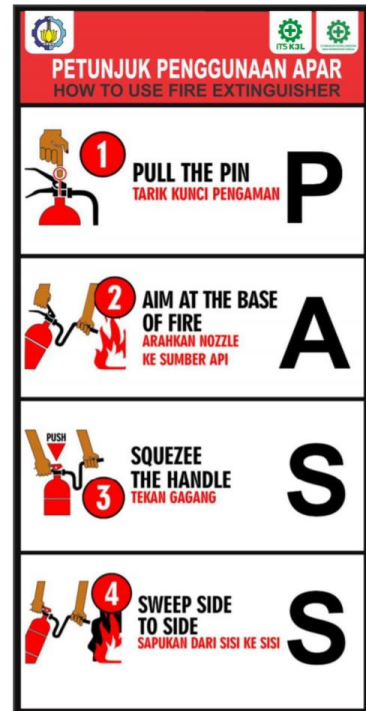 ITS K3L
PETUNJUK PENGGUNAAN APAR
HOW TO USE FIRE EXTINGUISHER
1
PULL THE PIN
TARIK KUNCI PENGAMAN
P
2
AIM AT THE BASE
OF FIRE
ARAHKAN NOZZLE
KE SUMBER API
A
PUSH
3
SQUEZEE
THE HANDLE
TEKAN GAGANG
S
4
SWEEP SIDE
TO SIDE
SAPUKAN DARI SISI KE SISI
S